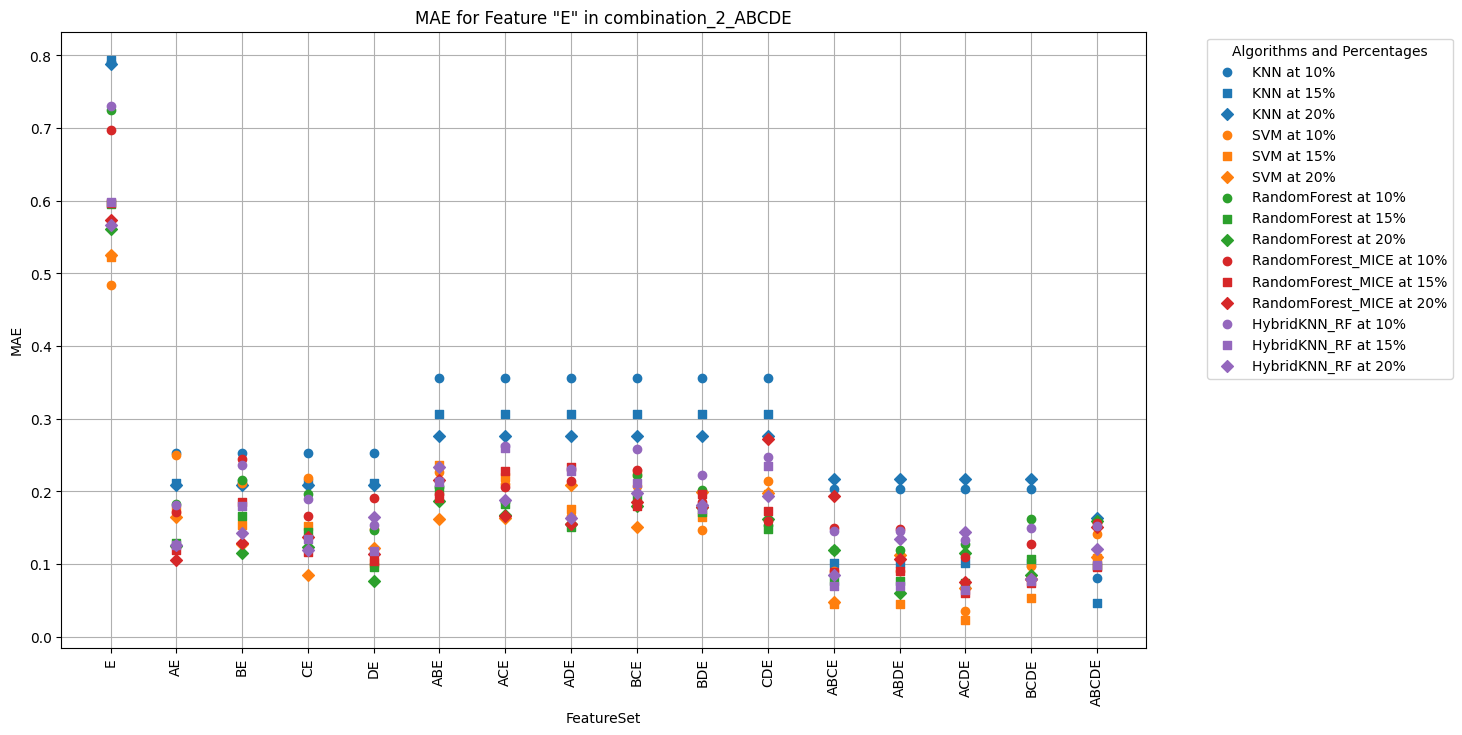 MAE for Feature "E" in combination_2_ABCDE
MAE
0.8
0.7
0.6
0.5
0.4
0.3
0.2
0.1
0.0
E
AE
BE
CE
DE
ABE
ACE
ADE
BCE
BDE
CDE
ABCE
ABDE
ACDE
BCDE
ABCDE
FeatureSet
Algorithms and Percentages
KNN at 10%
KNN at 15%
KNN at 20%
SVM at 10%
SVM at 15%
SVM at 20%
RandomForest at 10%
RandomForest at 15%
RandomForest at 20%
RandomForest_MICE at 10%
RandomForest_MICE at 15%
RandomForest_MICE at 20%
HybridKNN_RF at 10%
HybridKNN_RF at 15%
HybridKNN_RF at 20%